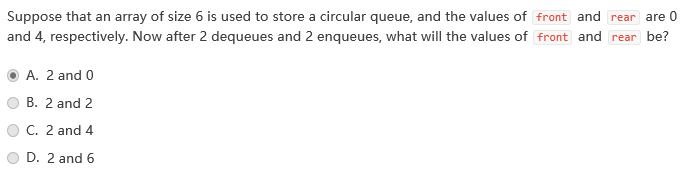 Suppose that an array of size 6 is used to store a circular queue, and the values of front and rear are 0
and 4, respectively. Now after 2 dequeues and 2 enqueues, what will the values of front and rear be?
A. 2 and 0
B. 2 and 2
C. 2 and 4
D. 2 and 6